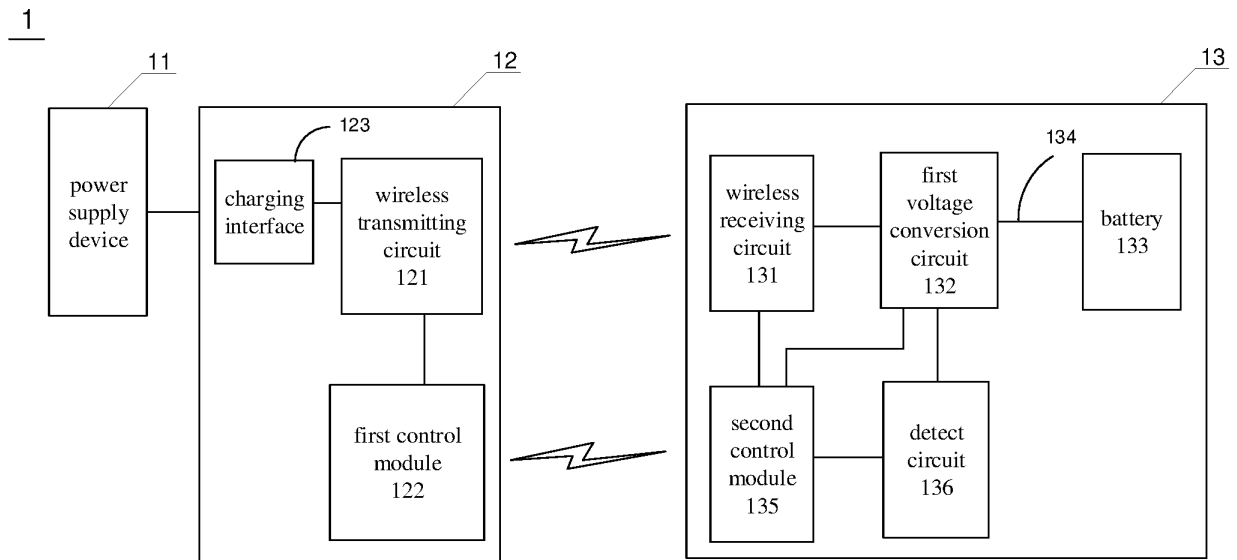 1
11
power
supply
device
12
123
charging
interface
wireless
transmitting
circuit
121
first control
module
122
13
wireless
receiving
circuit
131
first
voltage
conversion
circuit
132
134
battery
133
second
control
module
135
detect
circuit
136